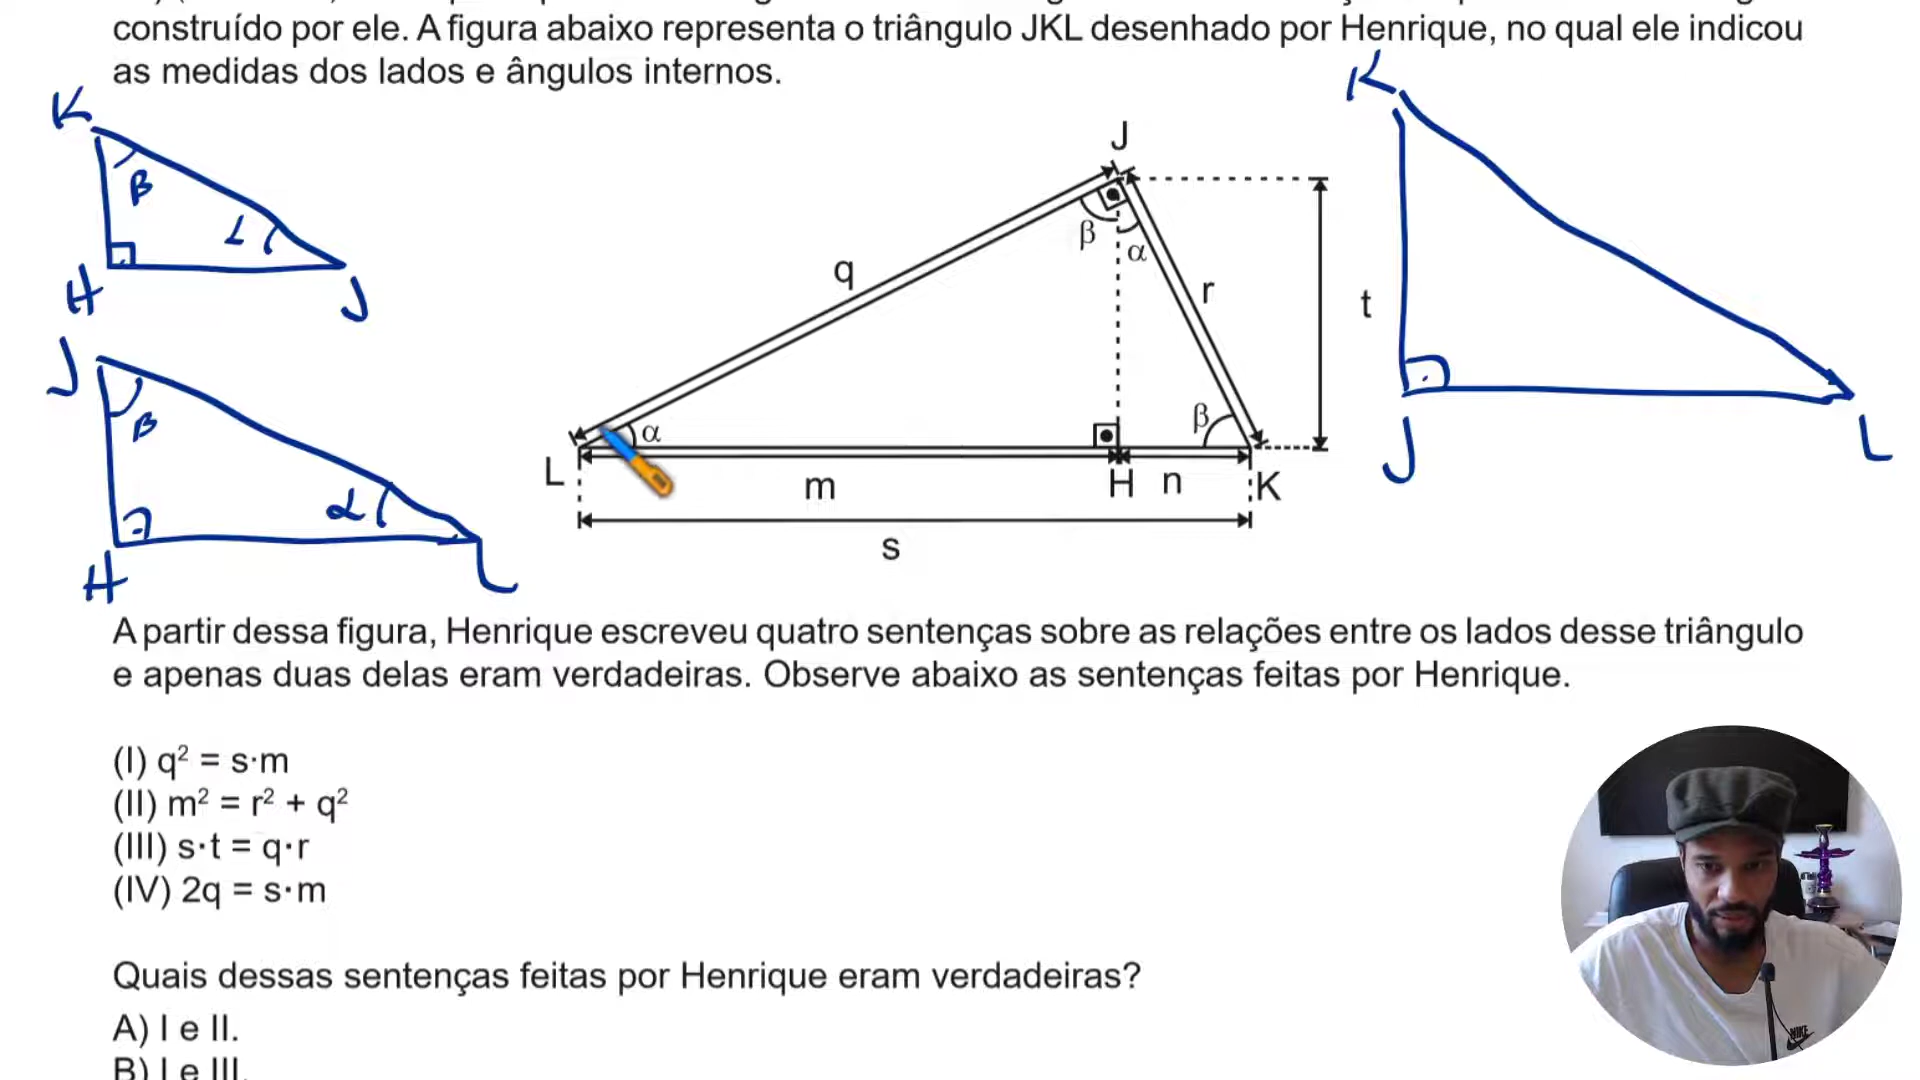 construído por ele. A figura abaixo representa o triângulo JKL desenhado por Henrique, no qual ele indicou
as medidas dos lados e ângulos internos.
K
β
α
H
J
J
β
α
H
L
J
β
α
q
r
t
α
β
L
m
H
n
K
s
K
J
L
A partir dessa figura, Henrique escreveu quatro sentenças sobre as relações entre os lados desse triângulo
e apenas duas delas eram verdadeiras. Observe abaixo as sentenças feitas por Henrique.
(I) q² = s·m
(II) m² = r² + q²
(III) s·t = q·r
(IV) 2q = s·m
Quais dessas sentenças feitas por Henrique eram verdadeiras?
A) I e II.
B) I e III.
NIKE